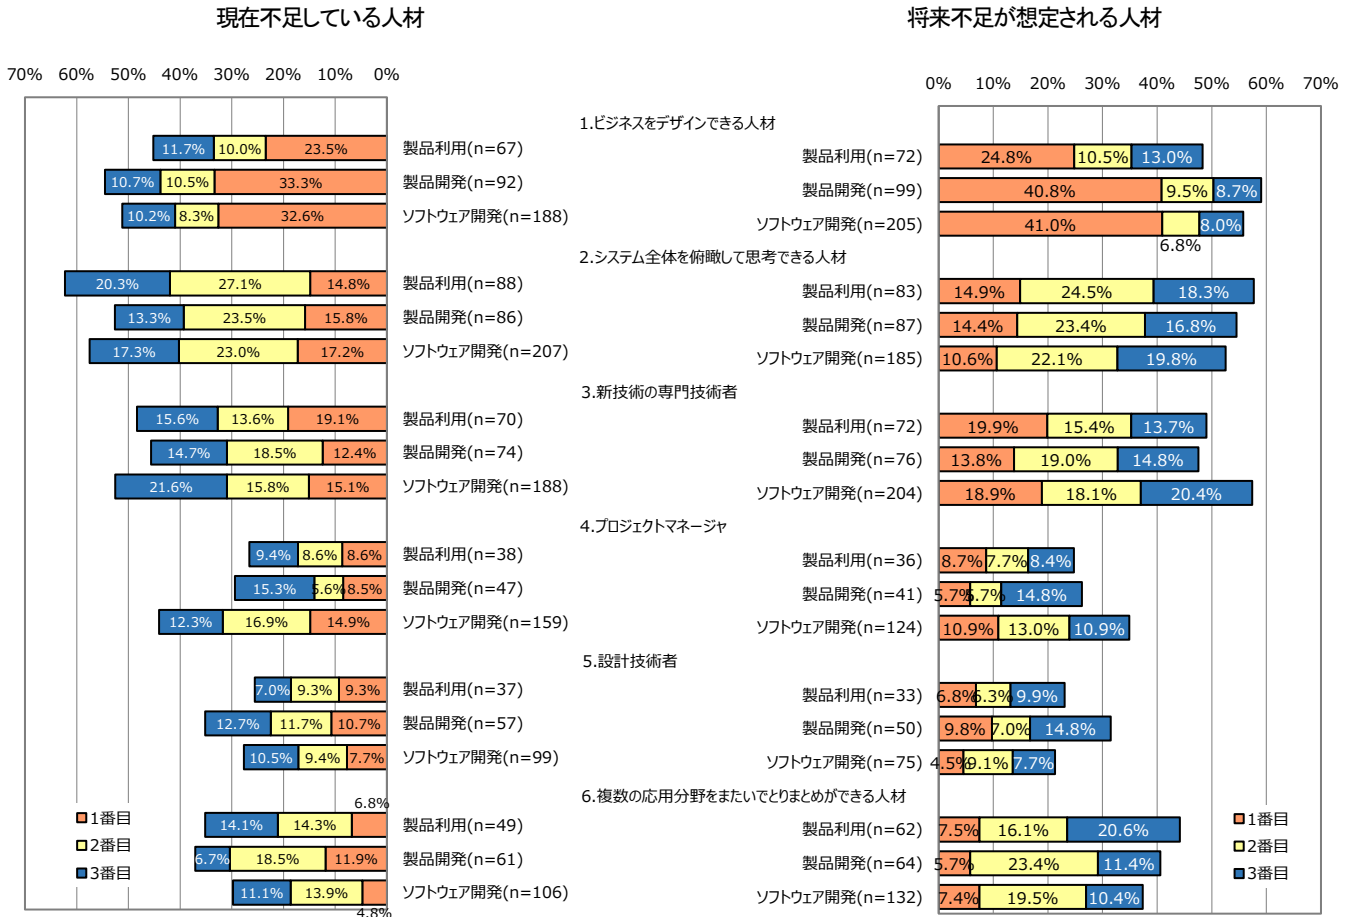 現在不足している人材
将来不足が想定される人材
70% 60% 50% 40% 30% 20% 10% 0%
0% 10% 20% 30% 40% 50% 60% 70%
1.ビジネスをデザインできる人材
11.7% 10.0% 23.5% 製品利用(n=67)
製品利用(n=72) 24.8% 10.5% 13.0%
10.7% 10.5% 33.3% 製品開発(n=92)
製品開発(n=99) 40.8% 9.5% 8.7%
10.2% 8.3% 32.6% ソフトウェア開発(n=188)
ソフトウェア開発(n=205) 41.0% 6.8% 8.0%
2.システム全体を俯瞰して思考できる人材
20.3% 27.1% 14.8% 製品利用(n=88)
製品利用(n=83) 14.9% 24.5% 18.3%
13.3% 23.5% 15.8% 製品開発(n=86)
製品開発(n=87) 14.4% 23.4% 16.8%
17.3% 23.0% 17.2% ソフトウェア開発(n=207)
ソフトウェア開発(n=185) 10.6% 22.1% 19.8%
3.新技術の専門技術者
15.6% 13.6% 19.1% 製品利用(n=70)
製品利用(n=72) 19.9% 15.4% 13.7%
14.7% 18.5% 12.4% 製品開発(n=74)
製品開発(n=76) 13.8% 19.0% 14.8%
21.6% 15.8% 15.1% ソフトウェア開発(n=188)
ソフトウェア開発(n=204) 18.9% 18.1% 20.4%
4.プロジェクトマネージャ
9.4% 8.6% 8.6% 製品利用(n=38)
製品利用(n=36) 8.7% 7.7% 8.4%
15.3% 5.6% 8.5% 製品開発(n=47)
製品開発(n=41) 5.7% 5.7% 14.8%
12.3% 16.9% 14.9% ソフトウェア開発(n=159)
ソフトウェア開発(n=124) 10.9% 13.0% 10.9%
5.設計技術者
7.0% 9.3% 9.3% 製品利用(n=37)
製品利用(n=33) 6.8% 6.3% 9.9%
12.7% 11.7% 10.7% 製品開発(n=57)
製品開発(n=50) 9.8% 7.0% 14.8%
10.5% 9.4% 7.7% ソフトウェア開発(n=99)
ソフトウェア開発(n=75) 4.5% 9.1% 7.7%
6.複数の応用分野をまたいでとりまとめができる人材
14.1% 14.3% 6.8% 製品利用(n=49)
製品利用(n=62) 7.5% 16.1% 20.6%
6.7% 18.5% 11.9% 製品開発(n=61)
製品開発(n=64) 5.7% 23.4% 11.4%
11.1% 13.9% 4.8% ソフトウェア開発(n=106)
ソフトウェア開発(n=132) 7.4% 19.5% 10.4%
1番目
2番目
3番目
1番目
2番目
3番目